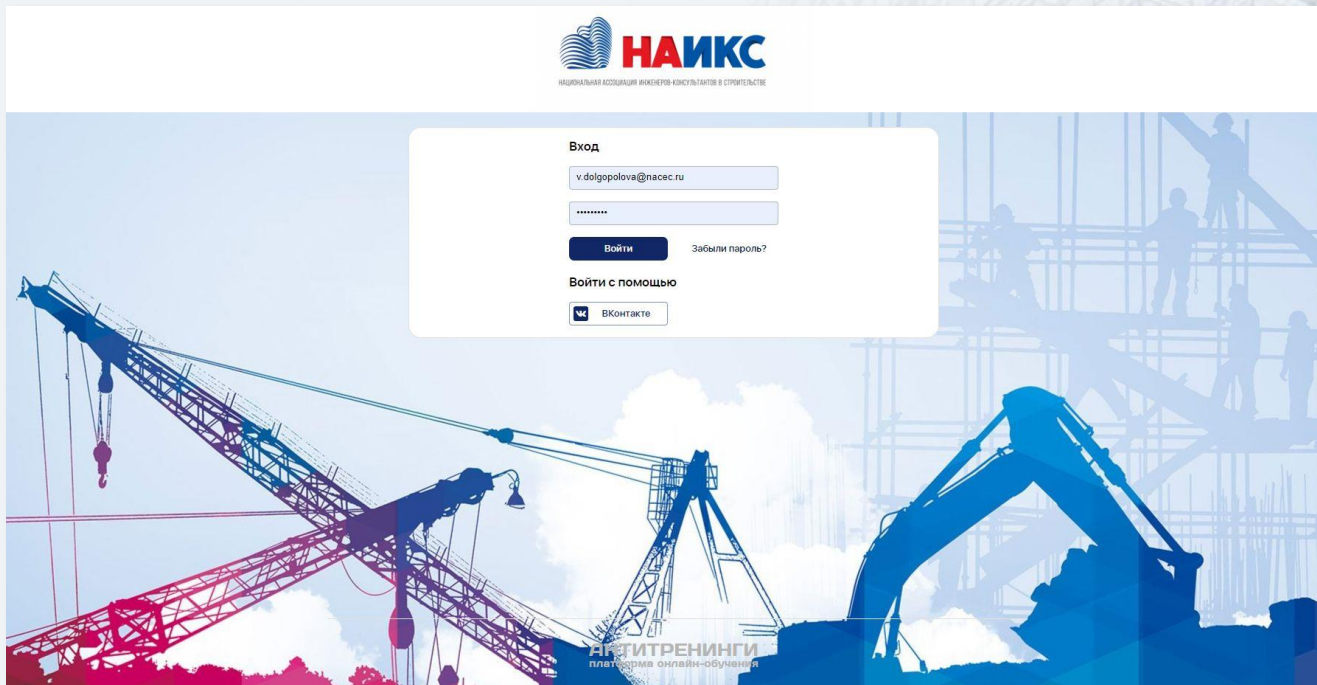 НАИКС
НАЦИОНАЛЬНАЯ АССОЦИАЦИЯ ИНЖЕНЕРОВ-КОНСУЛЬТАНТОВ В СТРОИТЕЛЬСТВЕ
Вход
v.dolgopolova@nacec.ru
•••••••••
Войти
Забыли пароль?
Войти с помощью
ВКонтакте
АНТИТРЕНИНГИ
платформа онлайн-обучения